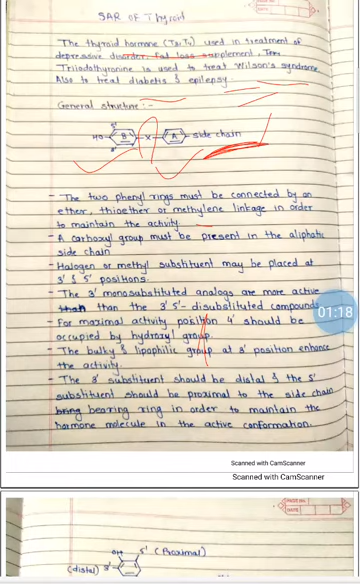 SAR OF Thyroid
The thyroid hormone (T3, T4) used in treatment of
depressive disorder, fat loss supplement,
Triiodothyronine is used to treat Wilson's syndrome.
Also to treat diabetis & epilepsy.
General structure :-
5'
HO- B -X- A - side chain
3'
- The two phenyl rings must be connected by an
ether, thioether or methylene linkage in order
to maintain the activity.
- A carboxyl group must be present in the aliphatic
side chain
- Halogen or methyl substituent may be placed at
3' & 5' positions.
- The 3' monosubstituted analogs are more active
than the 3' 5'- disubstituted compounds
- For maximal activity position 4' should be
occupied by hydroxyl group.
- The bulky & lipophilic group at 3' position enhance
the activity.
- The 3' substituent should be distal & the 5'
substituent should be proximal to the side chain
bearing ring in order to maintain the
hormone molecule in the active conformation.
01:18
Scanned with CamScanner
Scanned with CamScanner
PAGE No.
DATE
OH 5' (Proximal)
(distal) 3'